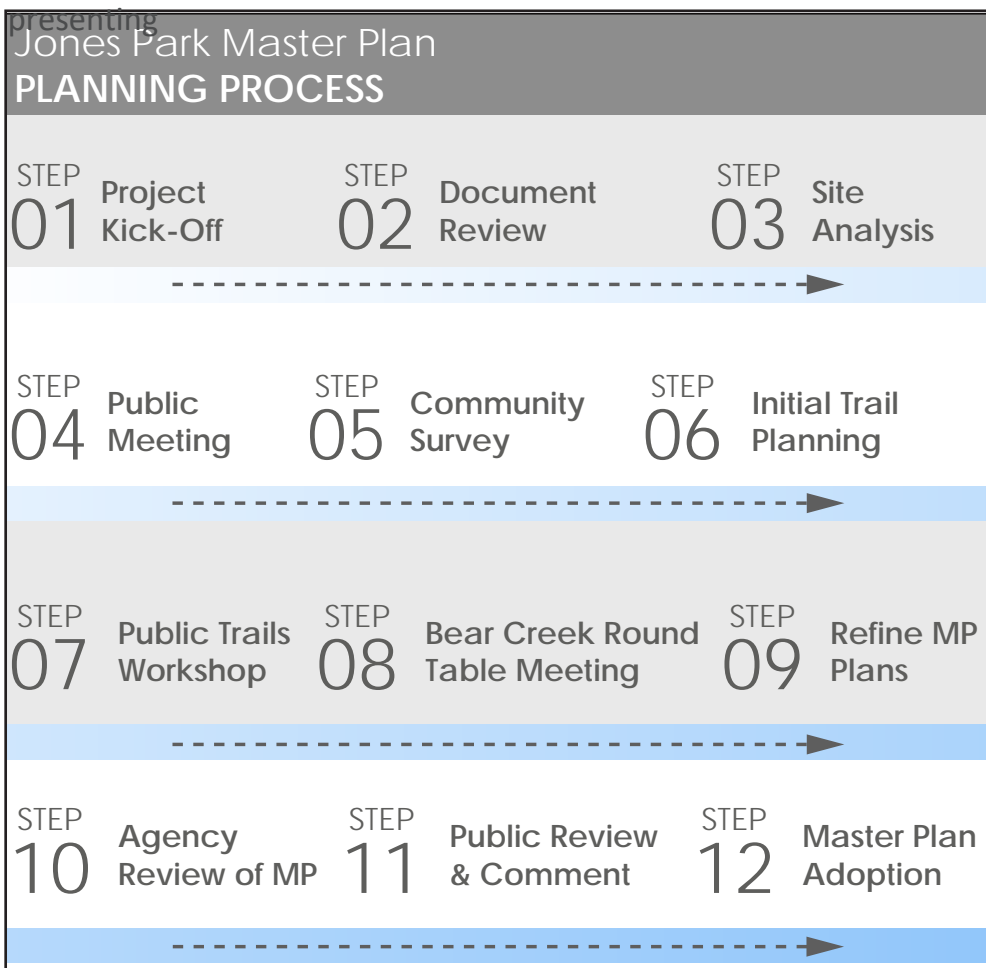 presenting
Jones Park Master Plan
PLANNING PROCESS
STEP
01
Project
Kick-Off
STEP
02
Document
Review
STEP
03
Site
Analysis
STEP
04
Public
Meeting
STEP
05
Community
Survey
STEP
06
Initial Trail
Planning
STEP
07
Public Trails
Workshop
STEP
08
Bear Creek Round
Table Meeting
STEP
09
Refine MP
Plans
STEP
10
Agency
Review of MP
STEP
11
Public Review
& Comment
STEP
12
Master Plan
Adoption